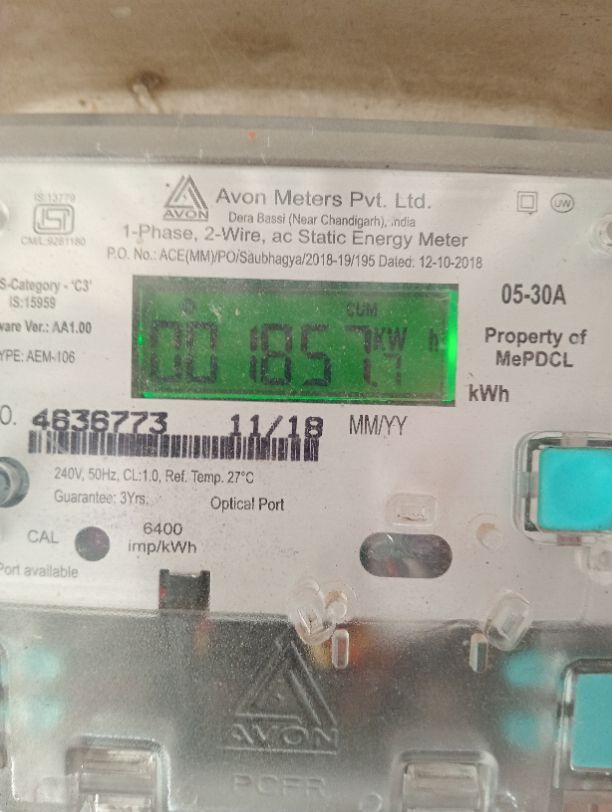 IS:13779
CM/L:9281180
AVON
Avon Meters Pvt. Ltd.
Dera Bassi (Near Chandigarh), India
1-Phase, 2-Wire, ac Static Energy Meter
P.O. No.: ACE(MM)/PO/Saubhagya/2018-19/195 Dated: 12-10-2018
UW
S-Category - 'C3'
IS:15959
ware Ver.: AA1.00
YPE: AEM-106
CUM
001857.7 KW h
05-30A
Property of
MePDCL
kWh
O. 4636773 11/18 MM/YY
240V, 50Hz, CL:1.0, Ref. Temp. 27°C
Guarantee: 3Yrs. Optical Port
CAL
6400
imp/kWh
Port available
AVON